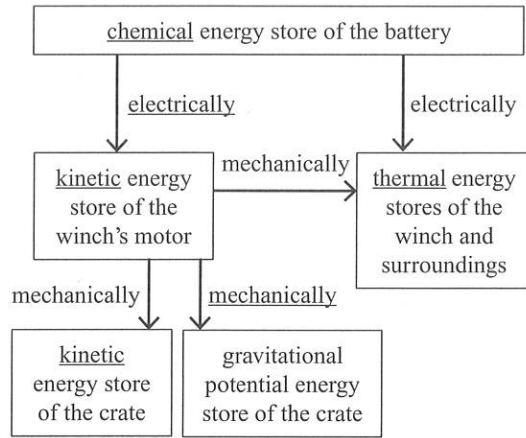 chemical energy store of the battery
electrically
electrically
kinetic energy
store of the
winch's motor
mechanically
thermal energy
stores of the
winch and
surroundings
mechanically
mechanically
kinetic
energy store
of the crate
gravitational
potential energy
store of the crate